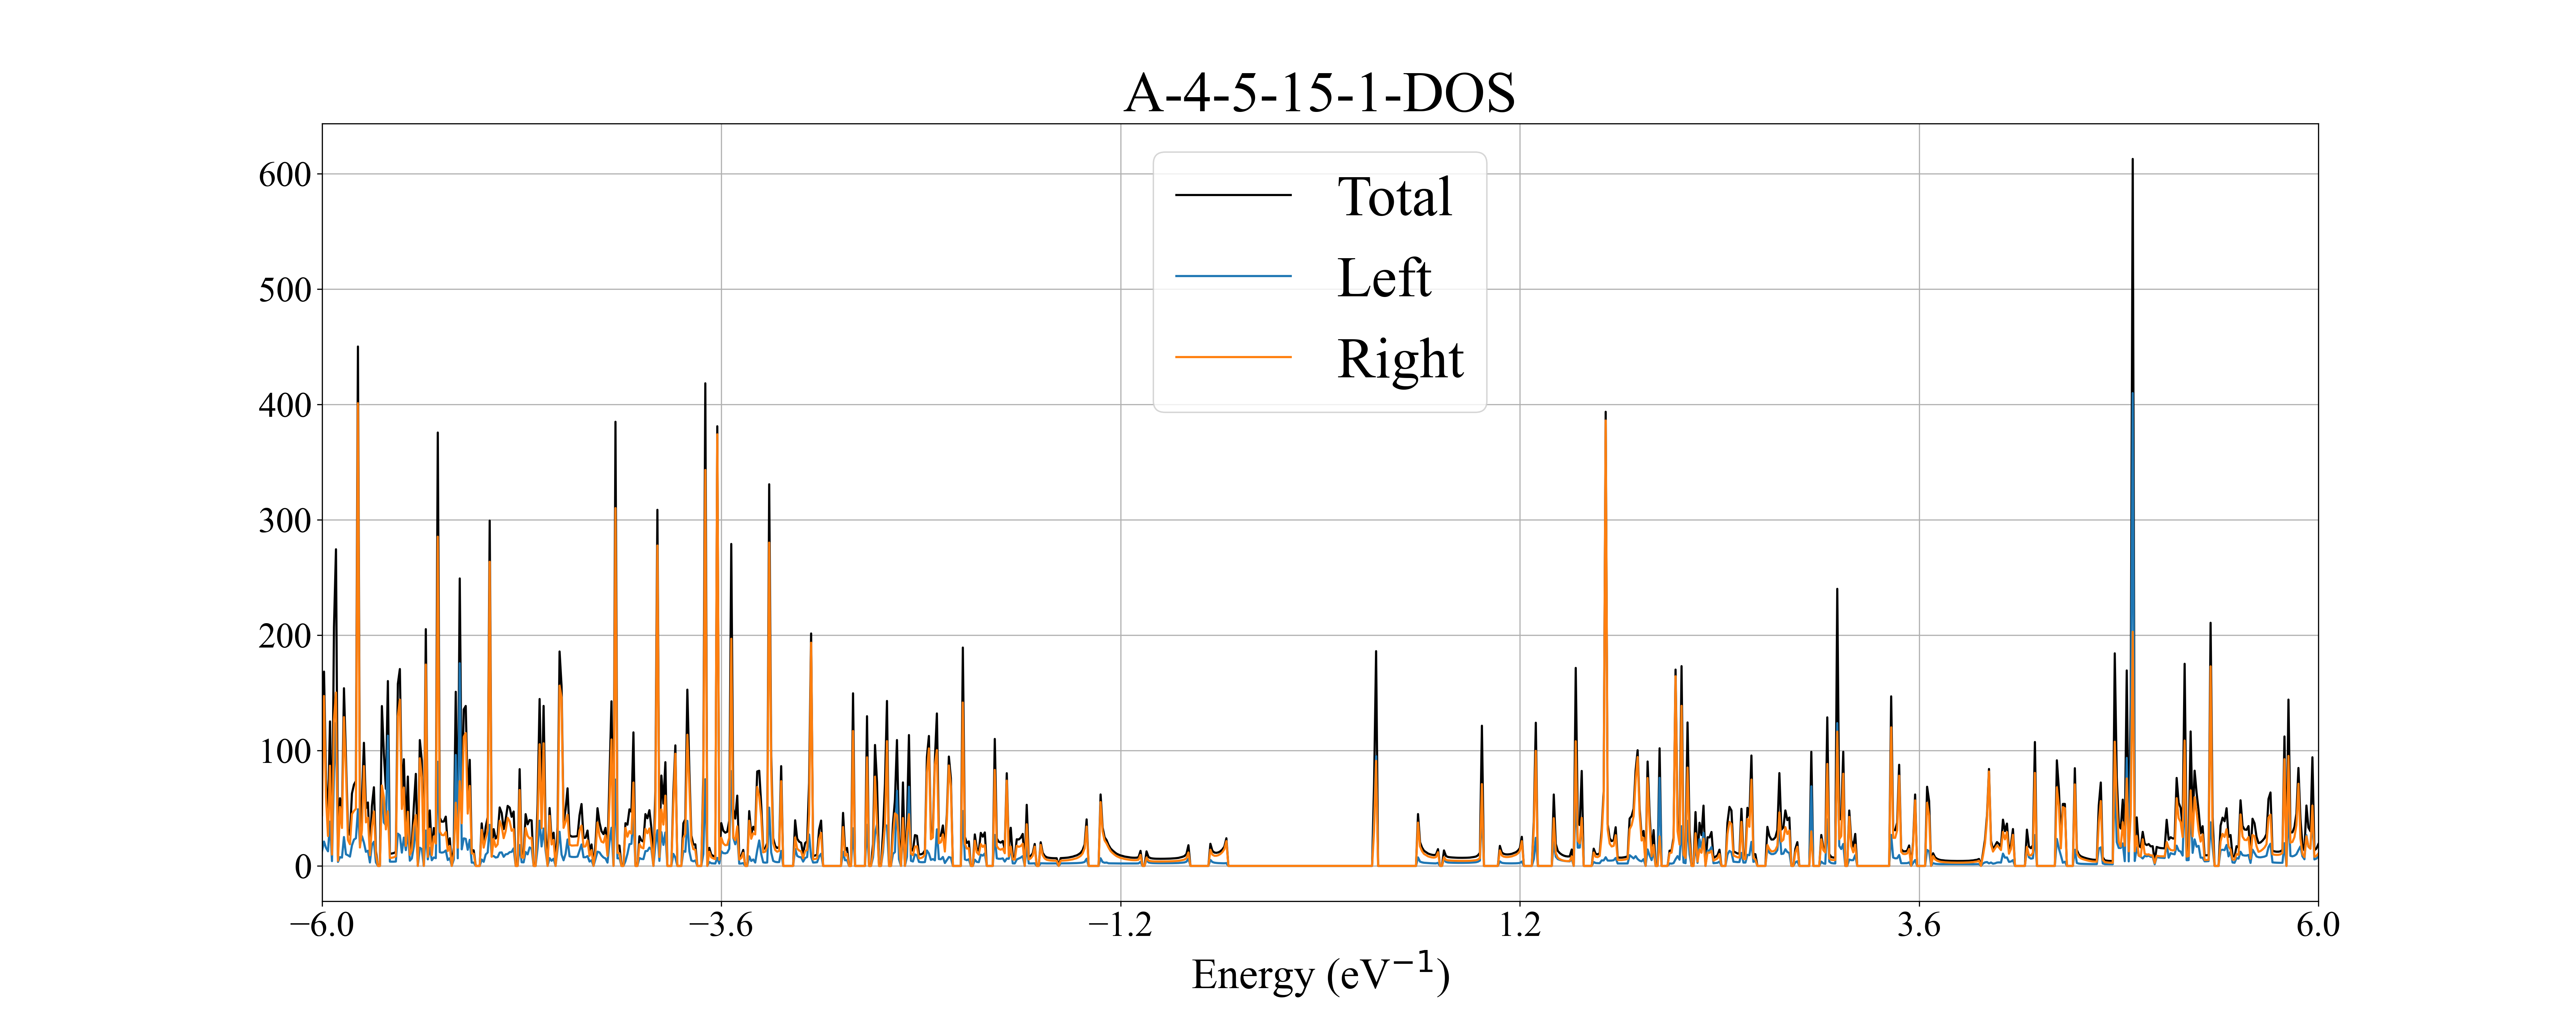 A-4-5-15-1-DOS
Total
Left
Right
600
500
400
300
200
100
0
−6.0 −3.6 −1.2 1.2 3.6 6.0
Energy (eV⁻¹)